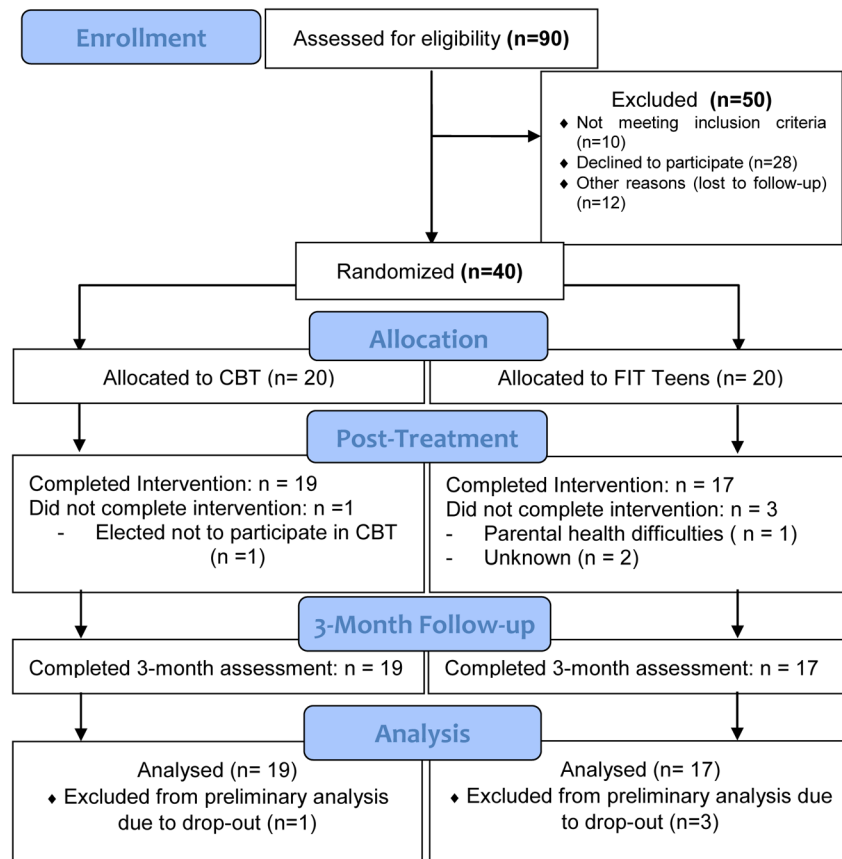 Enrollment
Assessed for eligibility (n=90)
Excluded (n=50)
♦ Not meeting inclusion criteria
(n=10)
♦ Declined to participate (n=28)
♦ Other reasons (lost to follow-up)
(n=12)
Randomized (n=40)
Allocation
Allocated to CBT (n= 20)
Allocated to FIT Teens (n= 20)
Post-Treatment
Completed Intervention: n = 19
Did not complete intervention: n =1
- Elected not to participate in CBT
(n =1)
Completed Intervention: n = 17
Did not complete intervention: n = 3
- Parental health difficulties ( n = 1)
- Unknown (n = 2)
3-Month Follow-up
Completed 3-month assessment: n = 19
Completed 3-month assessment: n = 17
Analysis
Analysed (n= 19)
♦ Excluded from preliminary analysis
due to drop-out (n=1)
Analysed (n= 17)
♦ Excluded from preliminary analysis due
to drop-out (n=3)